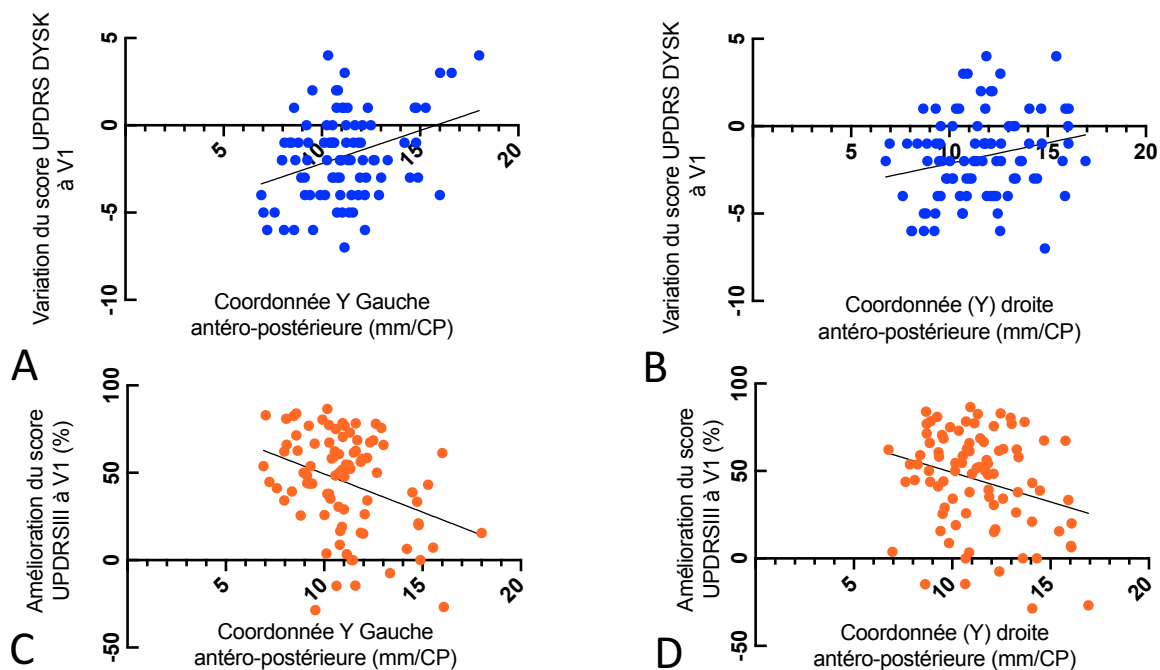 Variation du score UPDRS DYSK
à V1
5
0
-5
-10
5
10
15
20
Coordonnée Y Gauche
antéro-postérieure (mm/CP)
A
Variation du score UPDRS DYSK
à V1
5
0
-5
-10
5
10
15
20
Coordonnée (Y) droite
antéro-postérieure (mm/CP)
B
Amélioration du score
UPDRSIII à V1 (%)
100
50
0
-50
5
10
15
20
Coordonnée Y Gauche
antéro-postérieure (mm/CP)
C
Amélioration du score
UPDRSIII à V1 (%)
100
50
0
-50
5
10
15
20
Coordonnée (Y) droite
antéro-postérieure (mm/CP)
D